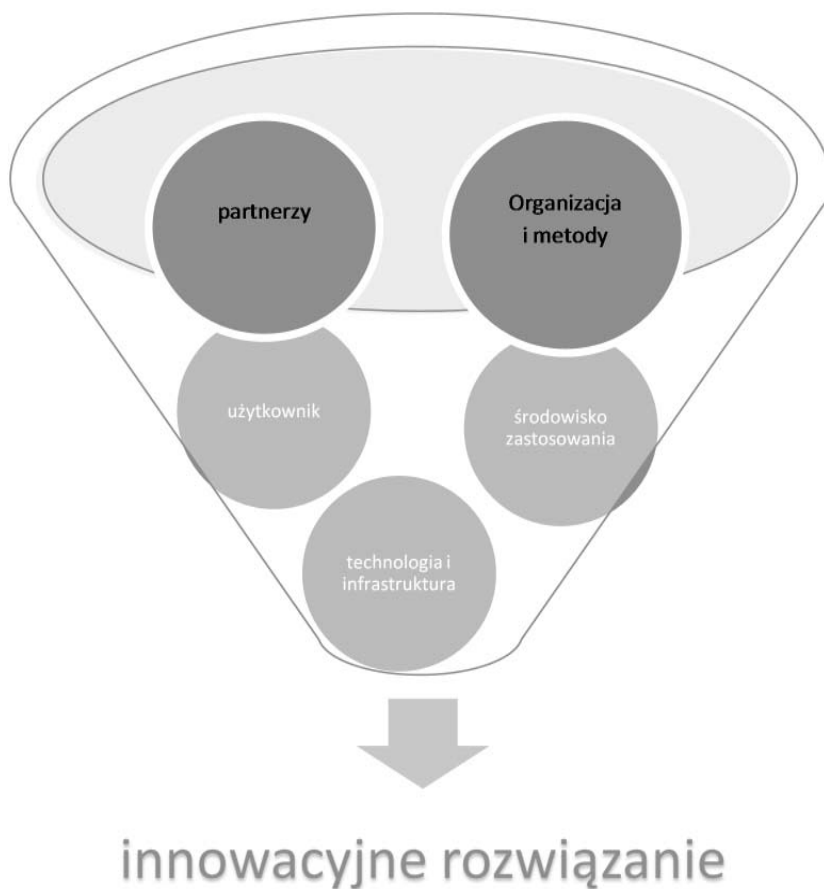 partnerzy
Organizacja
i metody
użytkownik
środowisko
zastosowania
technologia i
infrastruktura
innowacyjne rozwiązanie